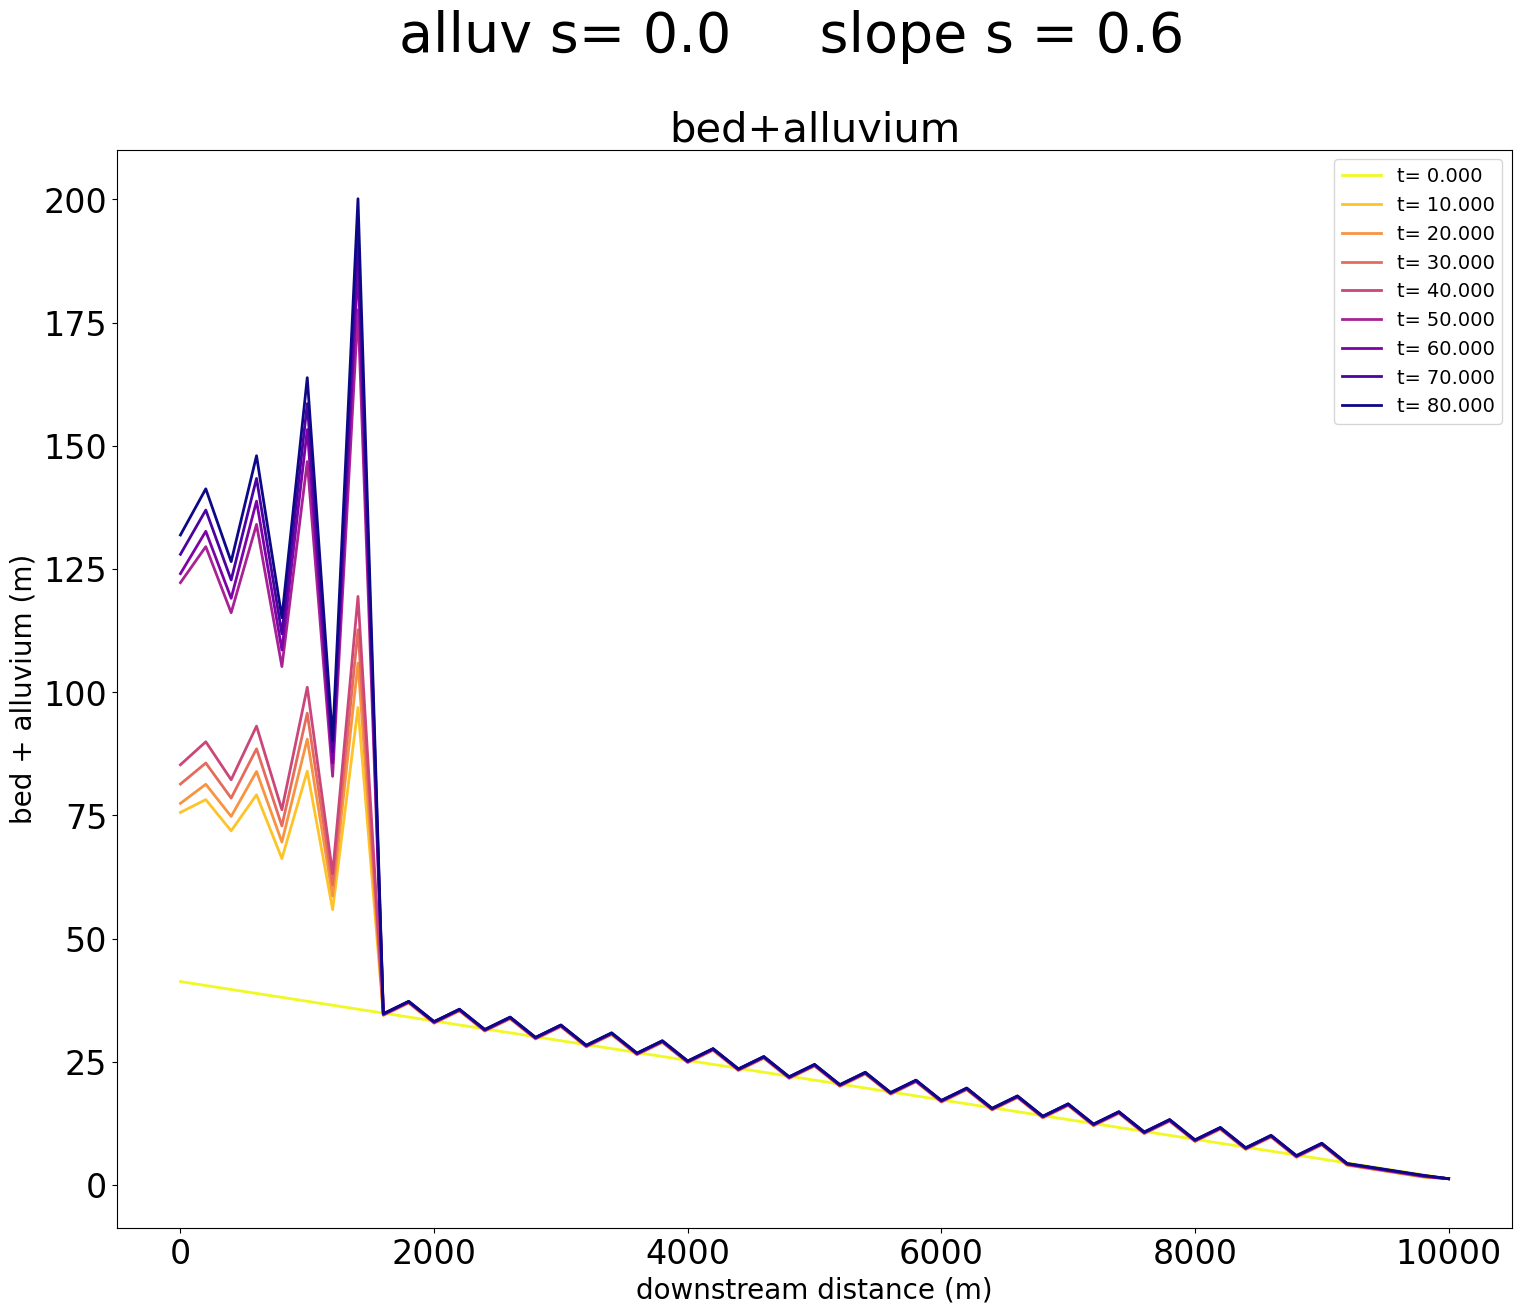 alluv s= 0.0 slope s = 0.6
bed+alluvium
200
175
150
125
100
75
50
25
0
bed + alluvium (m)
t= 0.000
t= 10.000
t= 20.000
t= 30.000
t= 40.000
t= 50.000
t= 60.000
t= 70.000
t= 80.000
0 2000 4000 6000 8000 10000
downstream distance (m)